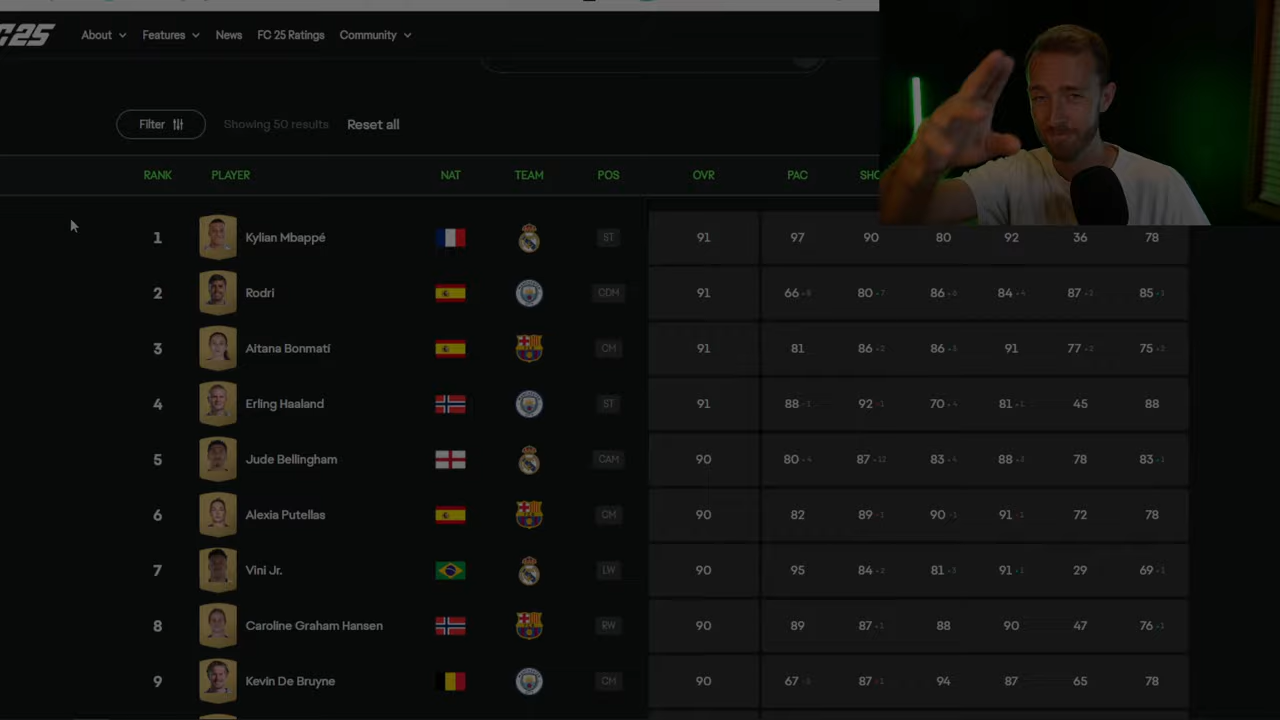 C25 About Features News FC 25 Ratings Community
Filter Showing 50 results Reset all
RANK PLAYER NAT TEAM POS OVR PAC SHO
1 Kylian Mbappé ST 91 97 90 80 92 36 78
2 Rodri CDM 91 66 80 86 84 87 85
3 Aitana Bonmatí CM 91 81 86 86 91 77 75
4 Erling Haaland ST 91 88 92 70 81 45 88
5 Jude Bellingham CAM 90 80 87 83 88 78 83
6 Alexia Putellas CM 90 82 89 90 91 72 78
7 Vini Jr. LW 90 95 84 81 91 29 69
8 Caroline Graham Hansen RW 90 89 87 88 90 47 76
9 Kevin De Bruyne CM 90 67 87 94 87 65 78